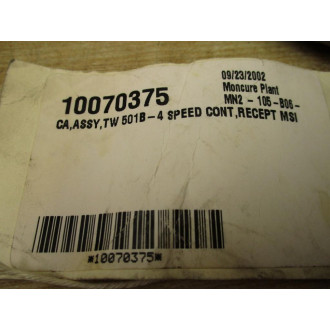 09/23/2002
10070375 Moncure Plant
MN2 - 105 -B06-
CA,ASSY,TW 501B-4 SPEED CONT,RECEPT MSI
*10070375*